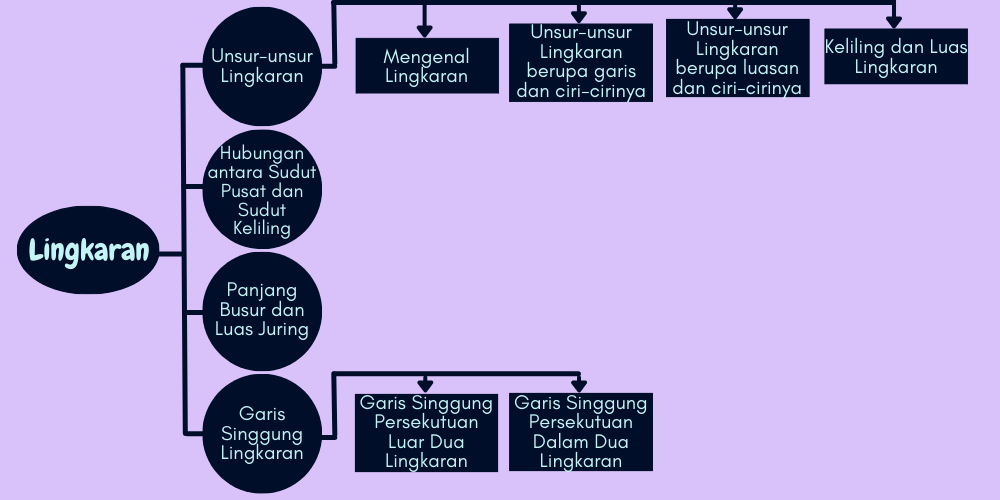 Unsur-unsur
Lingkaran
Mengenal
Lingkaran
Unsur-unsur
Lingkaran
berupa garis
dan ciri-cirinya
Unsur-unsur
Lingkaran
berupa luasan
dan ciri-cirinya
Keliling dan Luas
Lingkaran
Hubungan
antara Sudut
Pusat dan
Sudut
Keliling
Lingkaran
Panjang
Busur dan
Luas Juring
Garis
Singgung
Lingkaran
Garis Singgung
Persekutuan
Luar Dua
Lingkaran
Garis Singgung
Persekutuan
Dalam Dua
Lingkaran